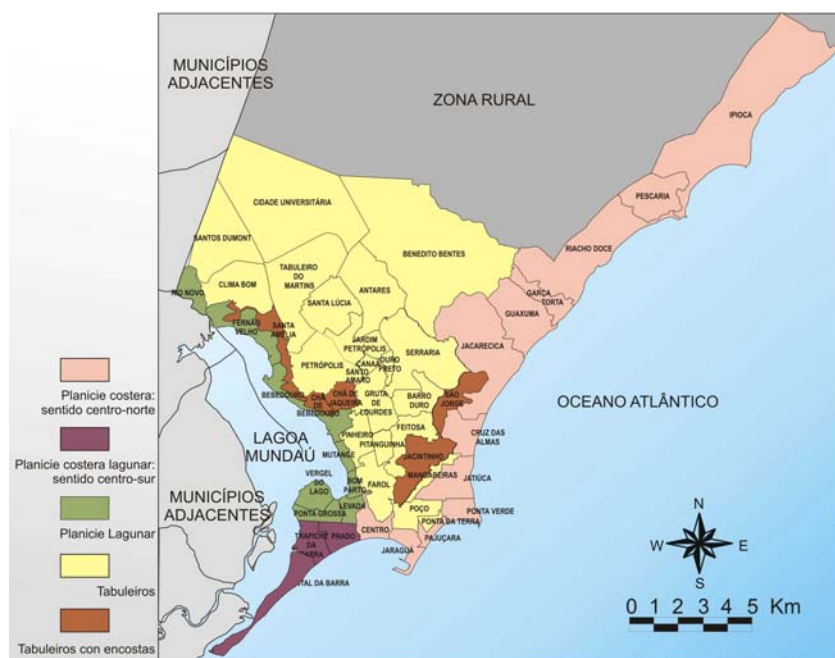 MUNICÍPIOS
ADJACENTES
ZONA RURAL
IPIOCA
PESCARIA
RIACHO DOCE
GARÇA
TORTA
GUAXUMA
JACARECICA
CIDADE UNIVERSITÁRIA
SANTOS DUMONT
BENEDITO BENTES
CLIMA BOM
TABULEIRO
DO
MARTINS
ANTARES
SANTA LÚCIA
RIO NOVO
FERNÃO
VELHO
SANTA
AMÉLIA
JARDIM
PETRÓPOLIS
SERRARIA
PETRÓPOLIS
CANAÃ
OURO
PRETO
SANTO
AMARO
BEBEDOURO
CHÃ
DE
BEBEDOURO
CHÃ DE
JAQUEIRA
GRUTA
DE
LOURDES
BARRO
DURO
SÃO
JORGE
OCEANO ATLÂNTICO
LAGOA
MUNDAÚ
MUTANGE
PINHEIRO
PITANGUINHA
FEITOSA
CRUZ DAS
ALMAS
JACINTINHO
MANGABEIRAS
JATIÚCA
MUNICÍPIOS
ADJACENTES
VERGEL
DO
LAGO
BOM
PARTO
FAROL
PONTA GROSSA
LEVADA
POÇO
PONTA VERDE
PONTA DA TERRA
TRAPICHE
DA
BARRA
PRADO
CENTRO
JARAGUÁ
PAJUÇARA
TAL DA BARRA
Planicie costera:
sentido centro-norte
Planicie costera lagunar:
sentido centro-sur
Planicie Lagunar
Tabuleiros
Tabuleiros con encostas
N
W
E
S
0 1 2 3 4 5 Km